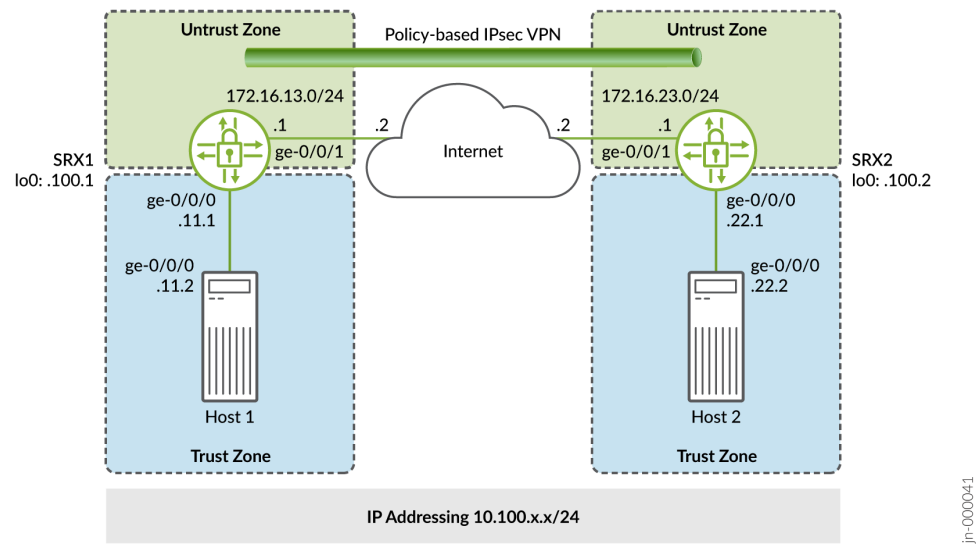 Untrust Zone
Policy-based IPsec VPN
Untrust Zone
172.16.13.0/24
172.16.23.0/24
.1
.2
.2
.1
ge-0/0/1
Internet
ge-0/0/1
SRX1
lo0: .100.1
SRX2
lo0: .100.2
ge-0/0/0
.11.1
ge-0/0/0
.22.1
ge-0/0/0
.11.2
ge-0/0/0
.22.2
Host 1
Host 2
Trust Zone
Trust Zone
IP Addressing 10.100.x.x/24
jn-000041